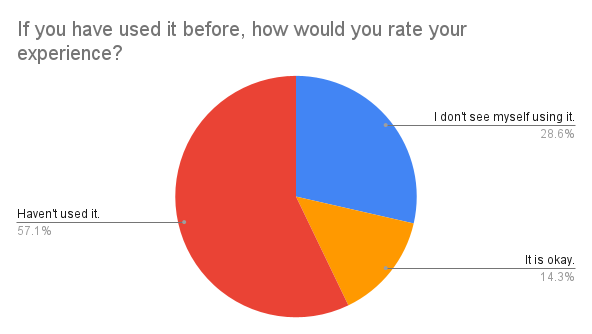 If you have used it before, how would you rate your
experience?
I don't see myself using it.
28.6%
Haven't used it.
57.1%
It is okay.
14.3%